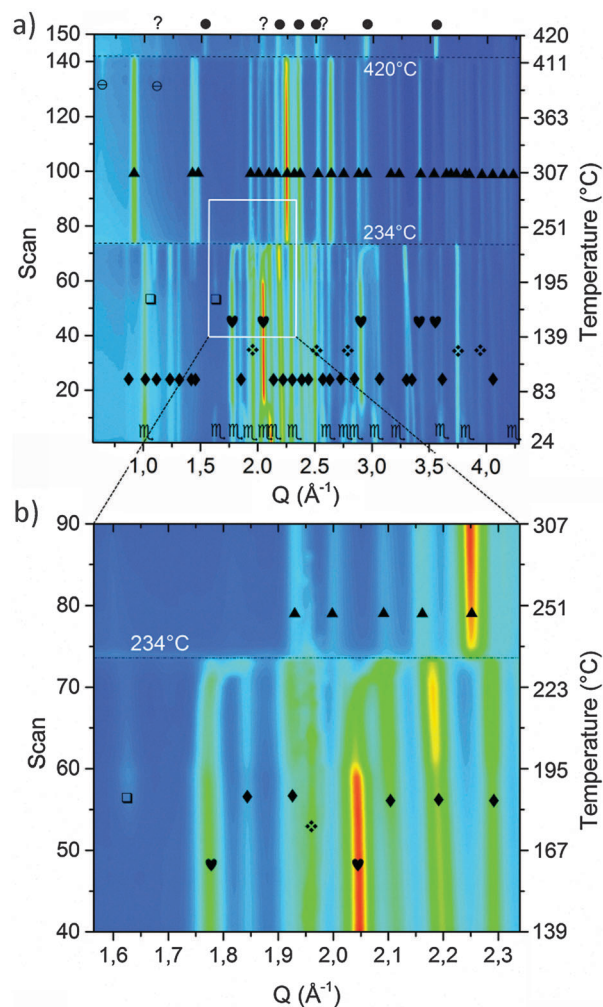 a)
? ? ?
150
140
120
100
80
60
40
20
Scan
420
411
363
307
251
195
139
83
24
Temperature (°C)
420°C
234°C
1,0 1,5 2,0 2,5 3,0 3,5 4,0
Q (Å⁻¹)
b)
90
80
70
60
50
40
Scan
307
251
223
195
167
139
Temperature (°C)
234°C
1,6 1,7 1,8 1,9 2,0 2,1 2,2 2,3
Q (Å⁻¹)